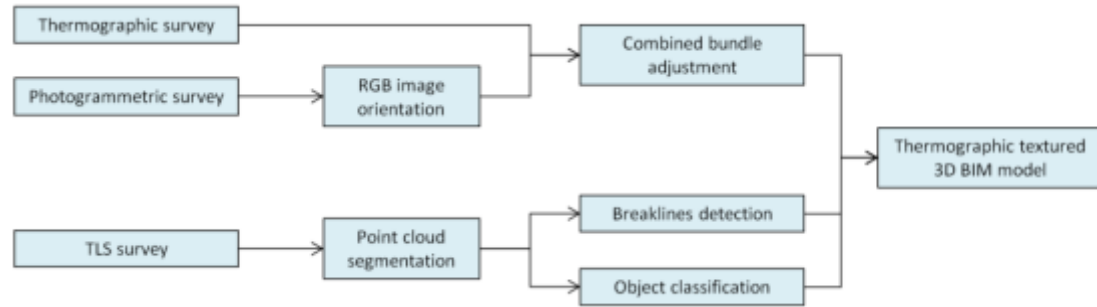 Thermographic survey
Photogrammetric survey
RGB image
orientation
Combined bundle
adjustment
Thermographic textured
3D BIM model
TLS survey
Point cloud
segmentation
Breaklines detection
Object classification